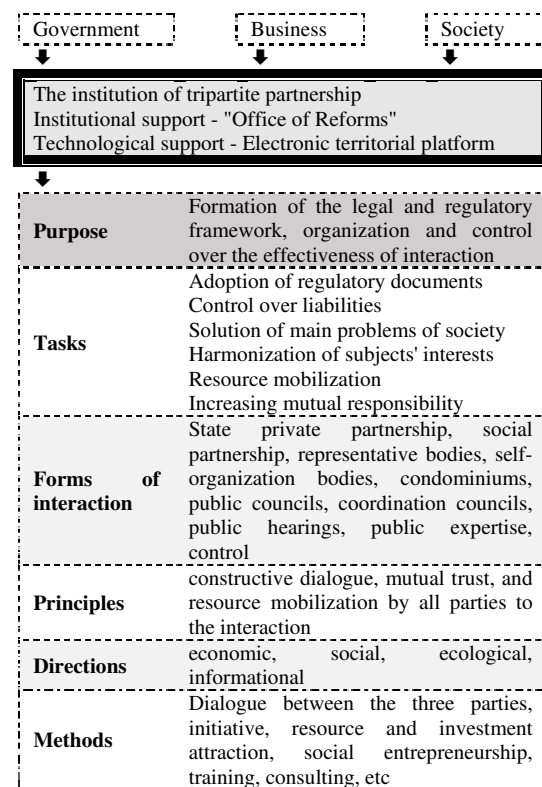 Government Business Society
The institution of tripartite partnership
Institutional support - "Office of Reforms"
Technological support - Electronic territorial platform
Purpose
Formation of the legal and regulatory
framework, organization and control
over the effectiveness of interaction
Tasks
Adoption of regulatory documents
Control over liabilities
Solution of main problems of society
Harmonization of subjects' interests
Resource mobilization
Increasing mutual responsibility
Forms of
interaction
State private partnership, social
partnership, representative bodies, self-
organization bodies, condominiums,
public councils, coordination councils,
public hearings, public expertise,
control
Principles
constructive dialogue, mutual trust, and
resource mobilization by all parties to
the interaction
Directions
economic, social, ecological,
informational
Methods
Dialogue between the three parties,
initiative, resource and investment
attraction, social entrepreneurship,
training, consulting, etc